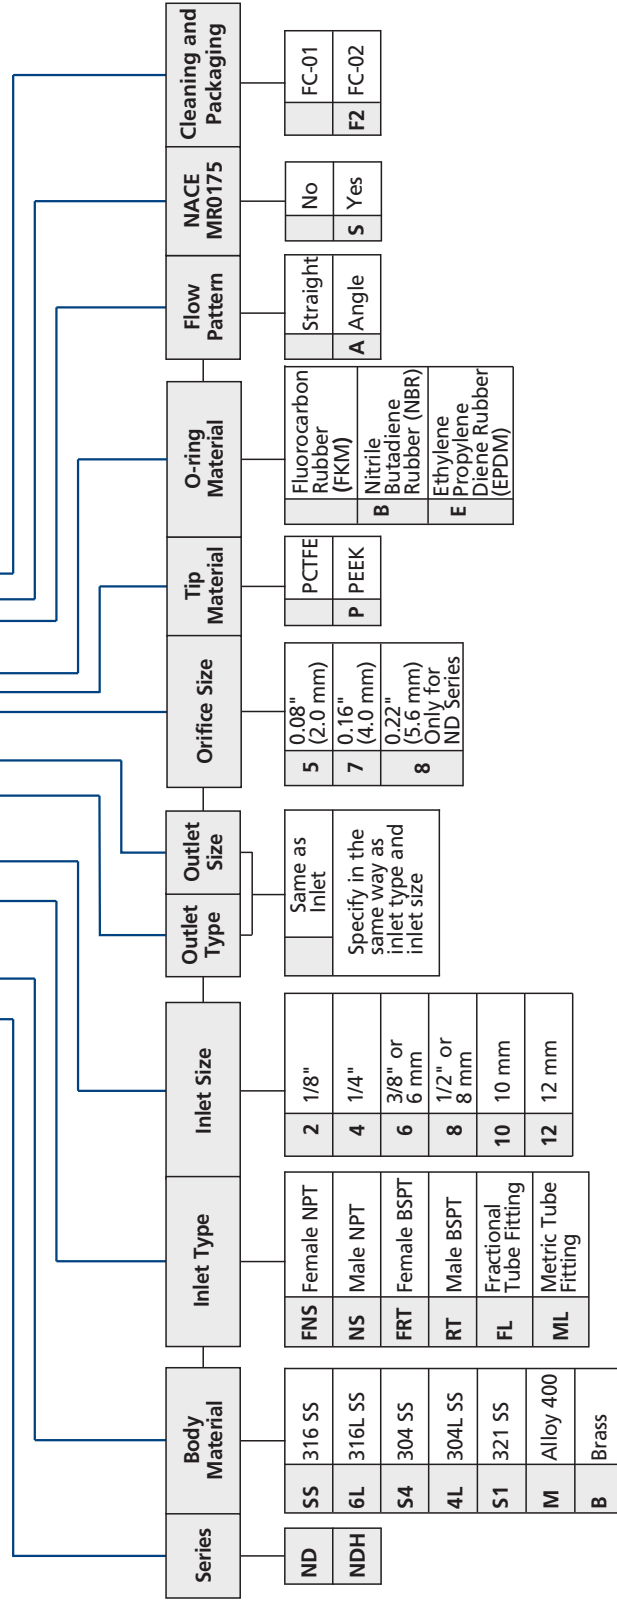 Series
ND
NDH
Body
Material
SS 316 SS
6L 316L SS
S4 304 SS
4L 304L SS
S1 321 SS
M Alloy 400
B Brass
Inlet Type
FNS Female NPT
NS Male NPT
FRT Female BSPT
RT Male BSPT
FL Fractional
Tube Fitting
ML Metric Tube
Fitting
Inlet Size
2 1/8"
4 1/4"
6 3/8" or
6 mm
8 1/2" or
8 mm
10 10 mm
12 12 mm
Outlet
Type
Outlet
Size
Same as
Inlet
Specify in the
same way as
inlet type and
inlet size
Orifice Size
5 0.08"
(2.0 mm)
7 0.16"
(4.0 mm)
8 0.22"
(5.6 mm)
Only for
ND Series
Tip
Material
PCTFE
P PEEK
O-ring
Material
Fluorocarbon
Rubber
(FKM)
B Nitrile
Butadiene
Rubber (NBR)
E Ethylene
Propylene
Diene Rubber
(EPDM)
Flow
Pattern
Straight
A Angle
NACE
MR0175
No
S Yes
Cleaning and
Packaging
FC-01
F2 FC-02